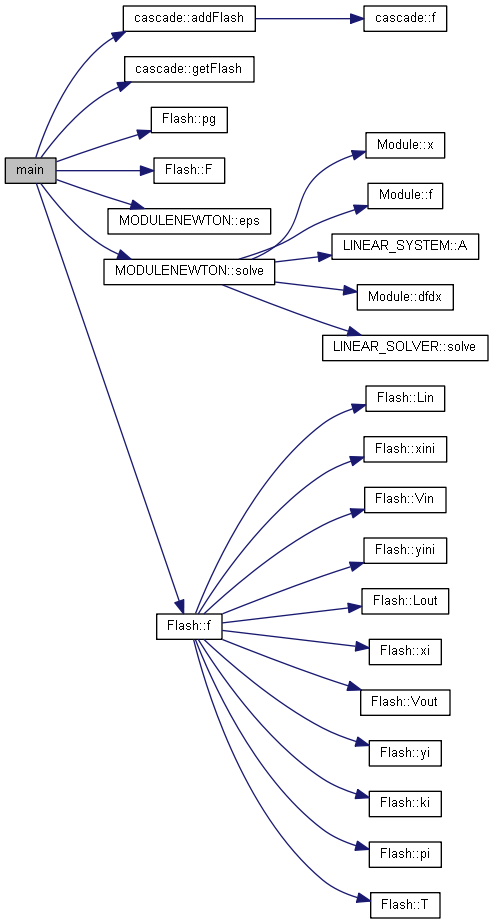 main
cascade::addFlash
cascade::f
cascade::getFlash
Flash::pg
Flash::F
MODULENEWTON::eps
MODULENEWTON::solve
Module::x
Module::f
LINEAR_SYSTEM::A
Module::dfdx
LINEAR_SOLVER::solve
Flash::f
Flash::Lin
Flash::xini
Flash::Vin
Flash::yini
Flash::Lout
Flash::xi
Flash::Vout
Flash::yi
Flash::ki
Flash::pi
Flash::T